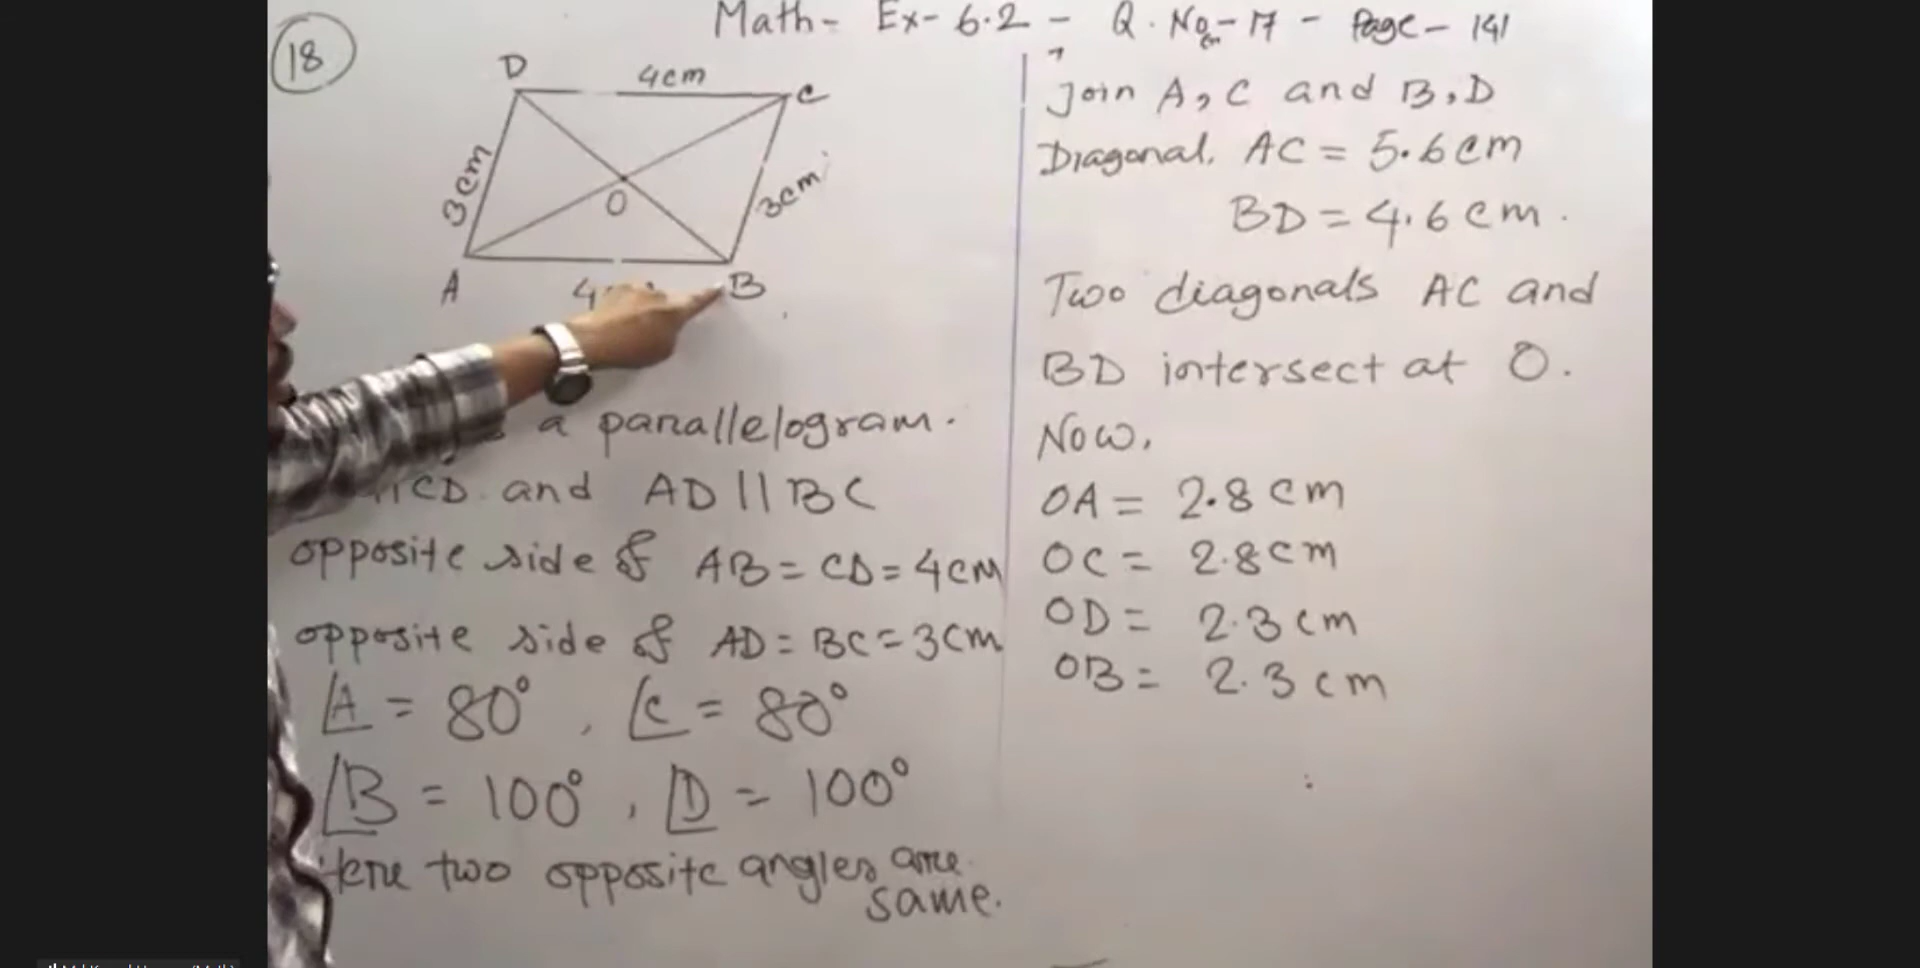 Math- Ex- 6.2 - Q. No- 17 - Page- 141
18
D 4cm C
3cm 3cm
O
A B
a parallelogram.
CD and AD || BC
opposite side of AB = CD = 4cm
opposite side of AD = BC = 3cm
∠A = 80°, ∠C = 80°
∠B = 100°, ∠D = 100°
Here two opposite angles are
same.
Join A, C and B, D
Diagonal, AC = 5.6cm
BD = 4.6cm.
Two diagonals AC and
BD intersect at O.
Now,
OA = 2.8cm
OC = 2.8cm
OD = 2.3cm
OB = 2.3cm